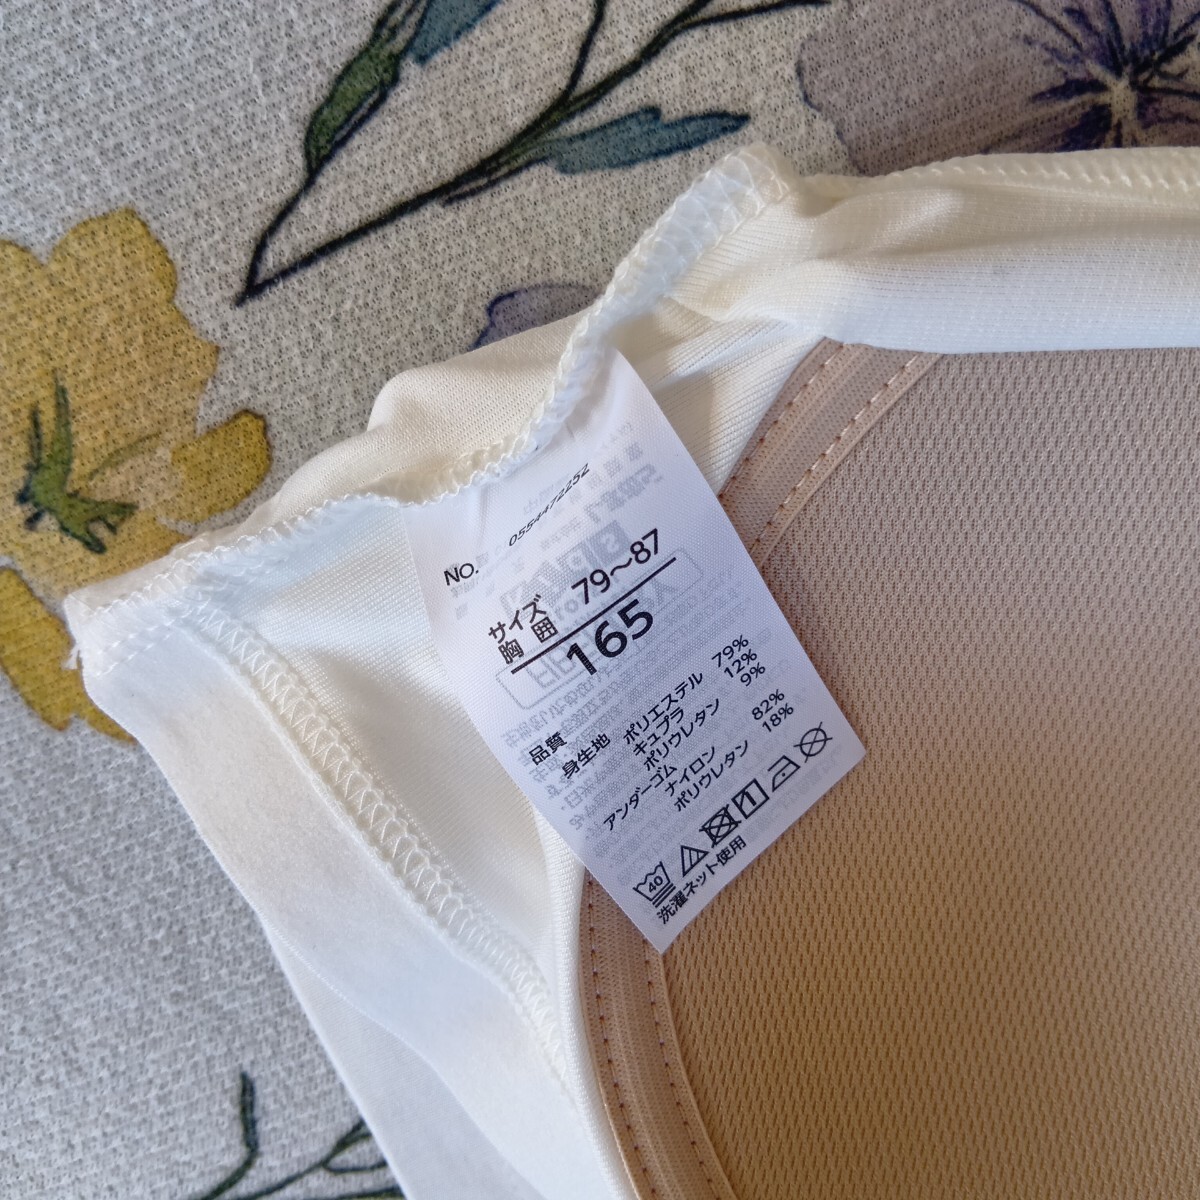 NO. 0554472252
サイズ
胸囲 79~87
165
品質
身生地 ポリエステル 79%
キュプラ 12%
ポリウレタン 9%
アンダーゴム
ナイロン 82%
ポリウレタン 18%
40 1
洗濯ネット使用